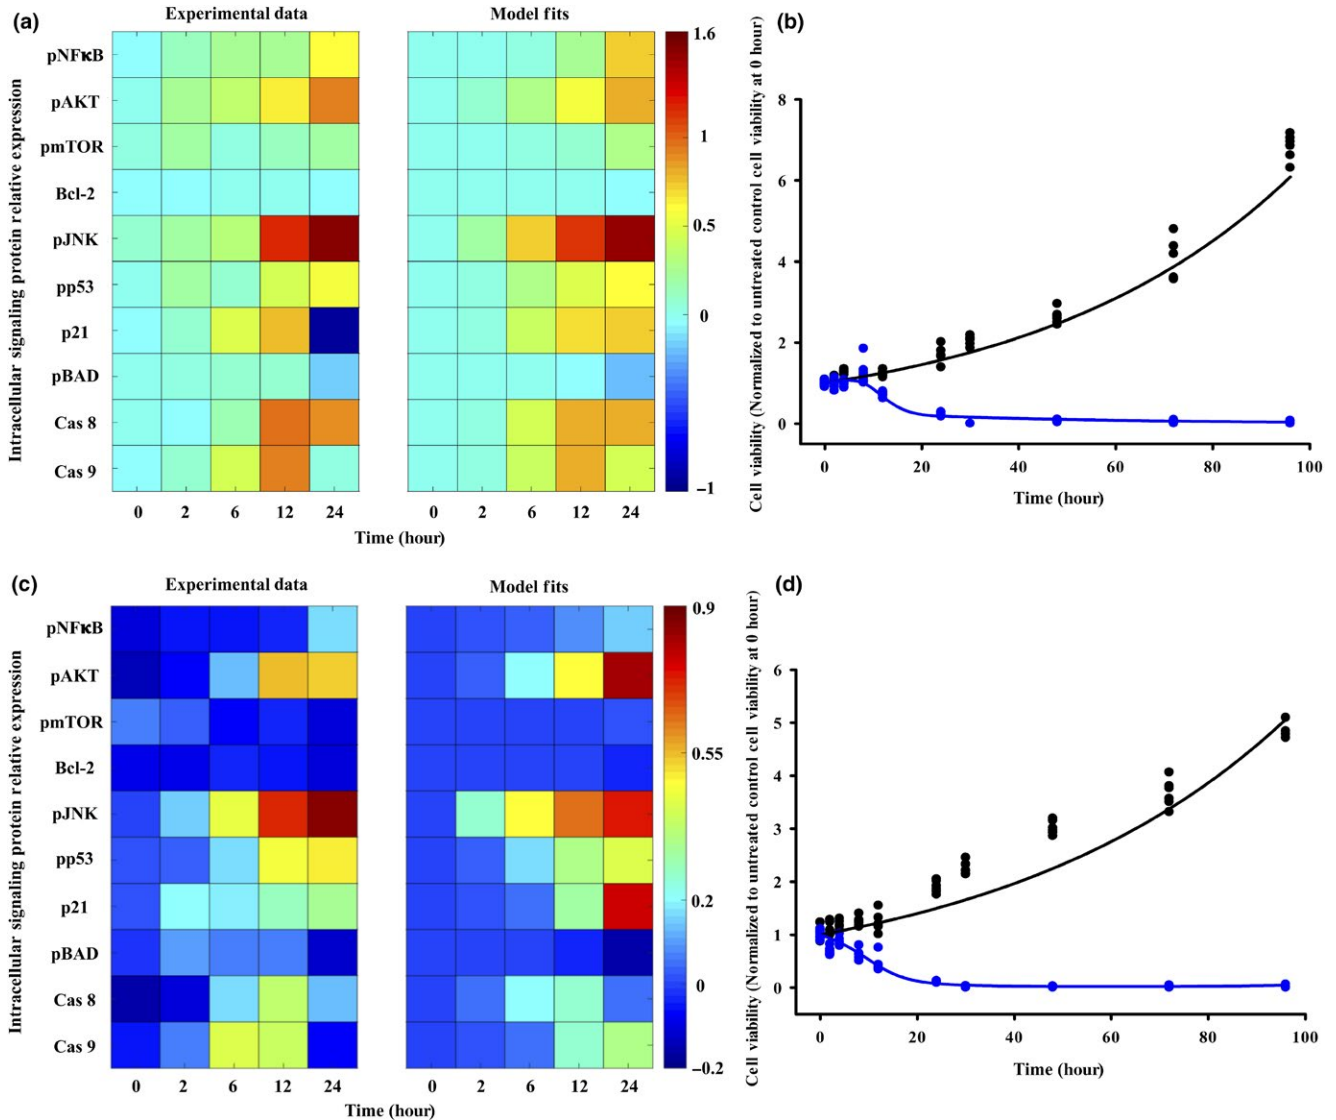 (a)
Experimental data
Model fits
Intracellular signaling protein relative expression
pNFκB
pAKT
pmTOR
Bcl-2
pJNK
pp53
p21
pBAD
Cas 8
Cas 9
0 2 6 12 24
0 2 6 12 24
Time (hour)
1.6
1
0.5
0
−1
(b)
Cell viability (Normalized to untreated control cell viability at 0 hour)
8
6
4
2
0
0 20 40 60 80 100
Time (hour)
(c)
Experimental data
Model fits
Intracellular signaling protein relative expression
pNFκB
pAKT
pmTOR
Bcl-2
pJNK
pp53
p21
pBAD
Cas 8
Cas 9
0 2 6 12 24
0 2 6 12 24
Time (hour)
0.9
0.55
0.2
0
−0.2
(d)
Cell viability (Normalized to untreated control cell viability at 0 hour)
6
5
4
3
2
1
0
0 20 40 60 80 100
Time (hour)